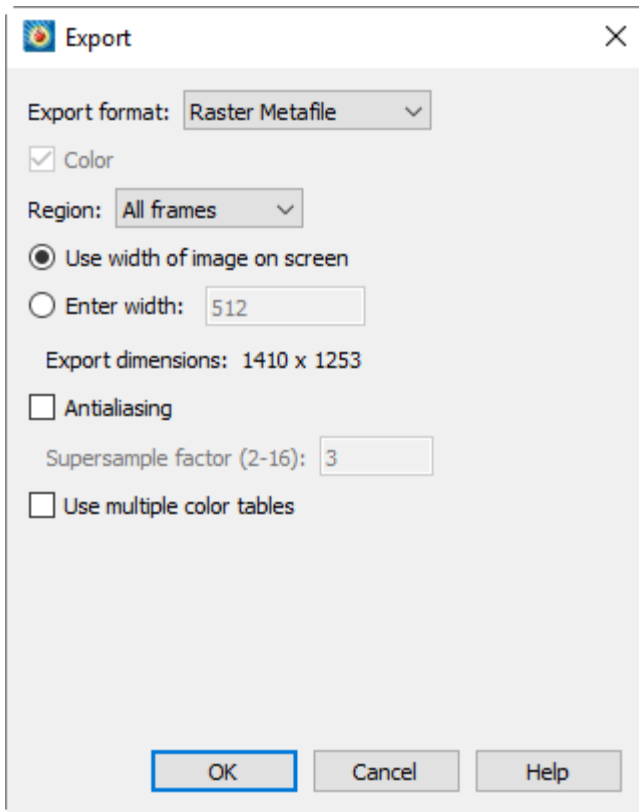 Export
Export format: Raster Metafile
Color
Region: All frames
Use width of image on screen
Enter width: 512
Export dimensions: 1410 x 1253
Antialiasing
Supersample factor (2-16): 3
Use multiple color tables
OK Cancel Help